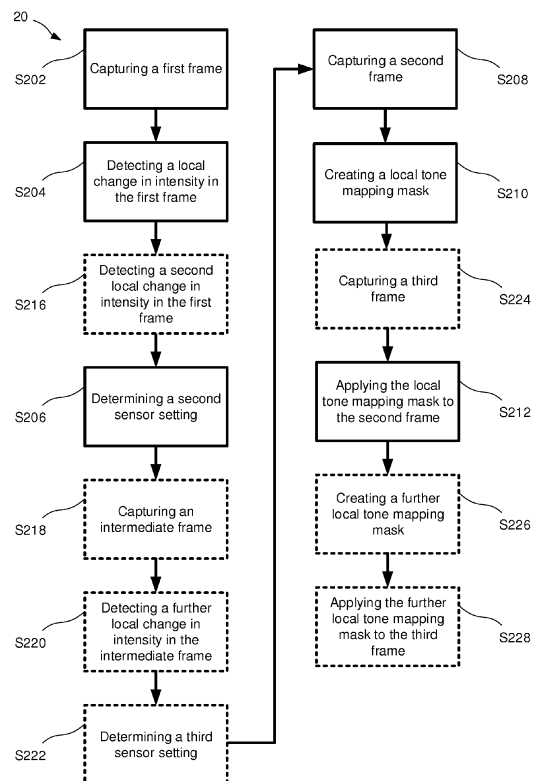 20
S202
Capturing a first frame
S204
Detecting a local
change in intensity in
the first frame
S216
Detecting a second
local change in
intensity in the first
frame
S206
Determining a second
sensor setting
S218
Capturing an
intermediate frame
S220
Detecting a further
local change in
intensity in the
intermediate frame
S222
Determining a third
sensor setting
Capturing a second
frame
S208
Creating a local tone
mapping mask
S210
Capturing a third
frame
S224
Applying the local
tone mapping mask to
the second frame
S212
Creating a further
local tone mapping
mask
S226
Applying the further
local tone mapping
mask to the third
frame
S228